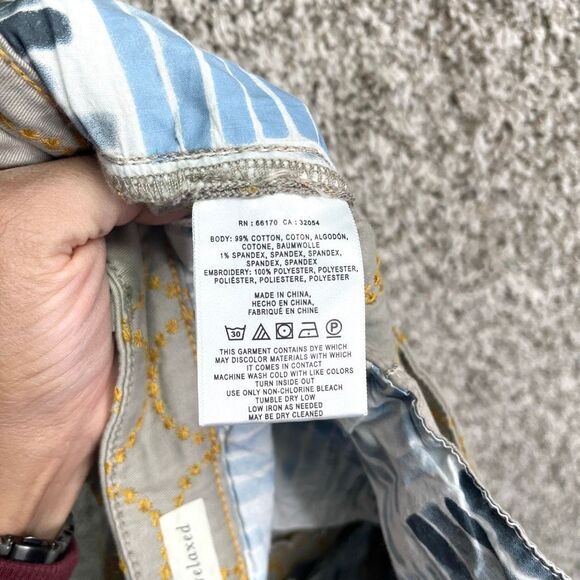 RN : 66170 CA : 32054
BODY: 99% COTTON, COTON, ALGODÓN,
COTONE, BAUMWOLLE
1% SPANDEX, SPANDEX, SPANDEX,
SPANDEX, SPANDEX
EMBROIDERY: 100% POLYESTER, POLYESTER,
POLIÉSTER, POLIESTERE, POLYESTER
MADE IN CHINA,
HECHO EN CHINA,
FABRIQUÉ EN CHINE
30 P
THIS GARMENT CONTAINS DYE WHICH
MAY DISCOLOR MATERIALS WITH WHICH
IT COMES IN CONTACT
MACHINE WASH COLD WITH LIKE COLORS
TURN INSIDE OUT
USE ONLY NON-CHLORINE BLEACH
TUMBLE DRY LOW
LOW IRON AS NEEDED
MAY BE DRY CLEANED
relaxed